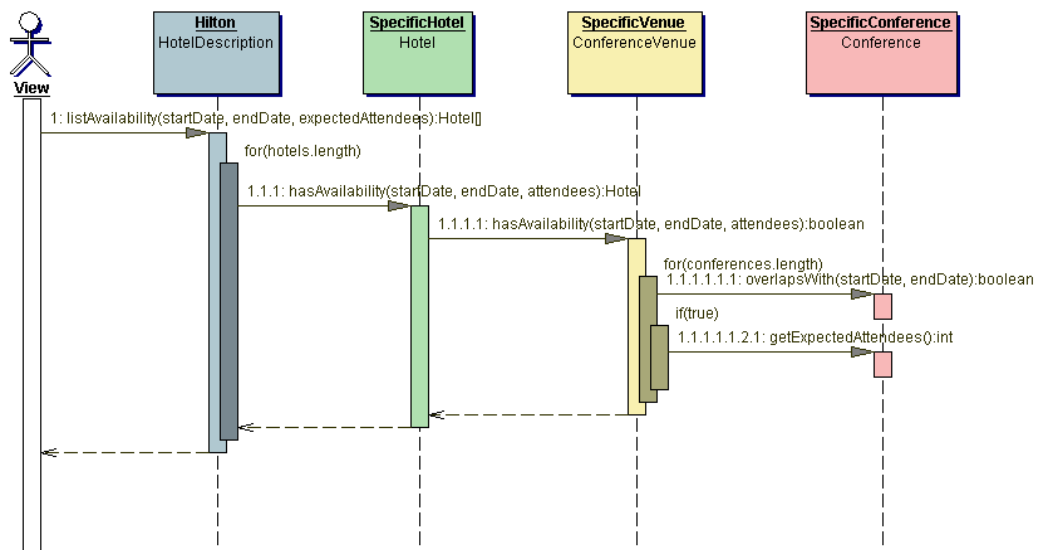 Hilton
HotelDescription
SpecificHotel
Hotel
SpecificVenue
ConferenceVenue
SpecificConference
Conference
View
1: listAvailability(startDate, endDate, expectedAttendees):Hotel[]
for(hotels.length)
1.1.1: hasAvailability(startDate, endDate, attendees):Hotel
1.1.1.1: hasAvailability(startDate, endDate, attendees):boolean
for(conferences.length)
1.1.1.1.1.1: overlapsWith(startDate, endDate):boolean
if(true)
1.1.1.1.1.2.1: getExpectedAttendees():int